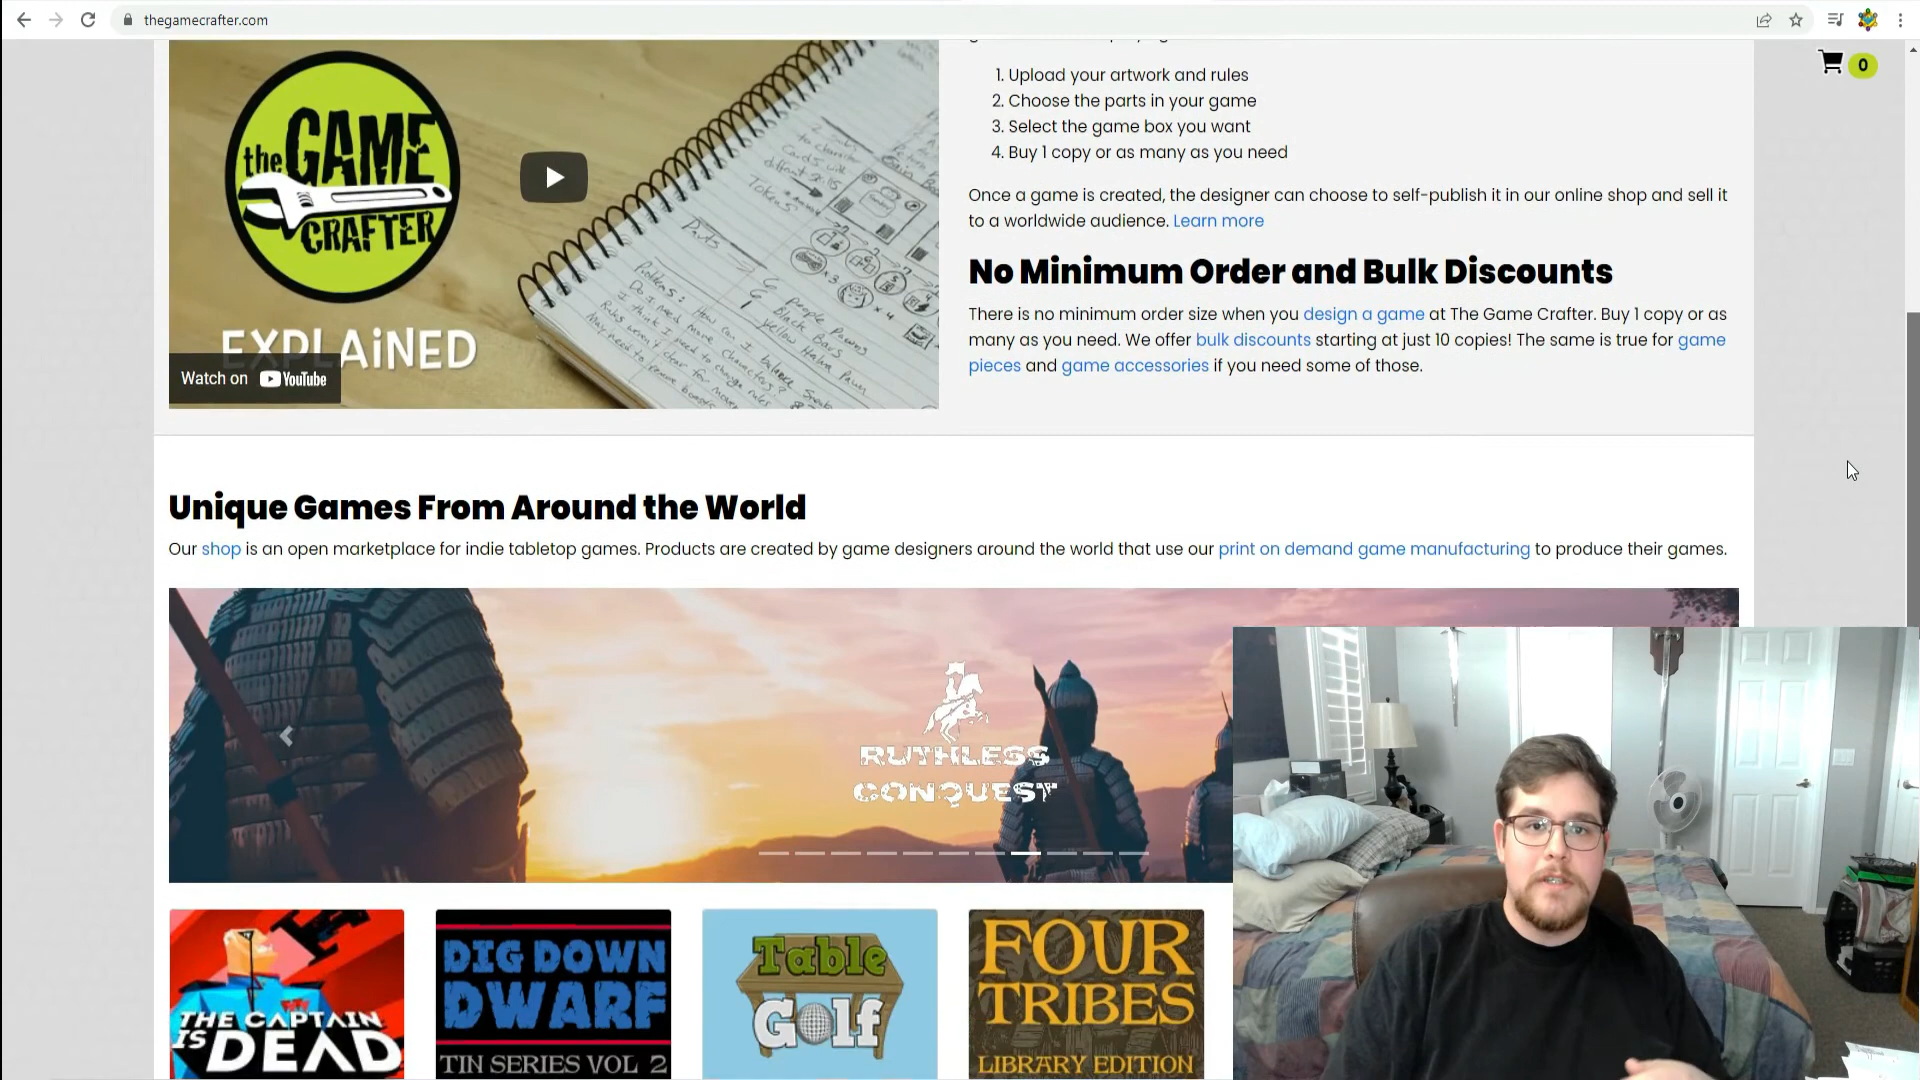 thegamecrafter.com
0
the GAME
CRAFTER
EXPLAINED
Watch on YouTube
Parts
Problems:
1. Upload your artwork and rules
2. Choose the parts in your game
3. Select the game box you want
4. Buy 1 copy or as many as you need
Once a game is created, the designer can choose to self-publish it in our online shop and sell it
to a worldwide audience. Learn more
No Minimum Order and Bulk Discounts
There is no minimum order size when you design a game at The Game Crafter. Buy 1 copy or as
many as you need. We offer bulk discounts starting at just 10 copies! The same is true for game
pieces and game accessories if you need some of those.
Unique Games From Around the World
Our shop is an open marketplace for indie tabletop games. Products are created by game designers around the world that use our print on demand game manufacturing to produce their games.
RUTHLESS
CONQUEST
THE CAPTAIN
IS DEAD
DIG DOWN
DWARF
TIN SERIES VOL 2
Table
Golf
FOUR
TRIBES
LIBRARY EDITION